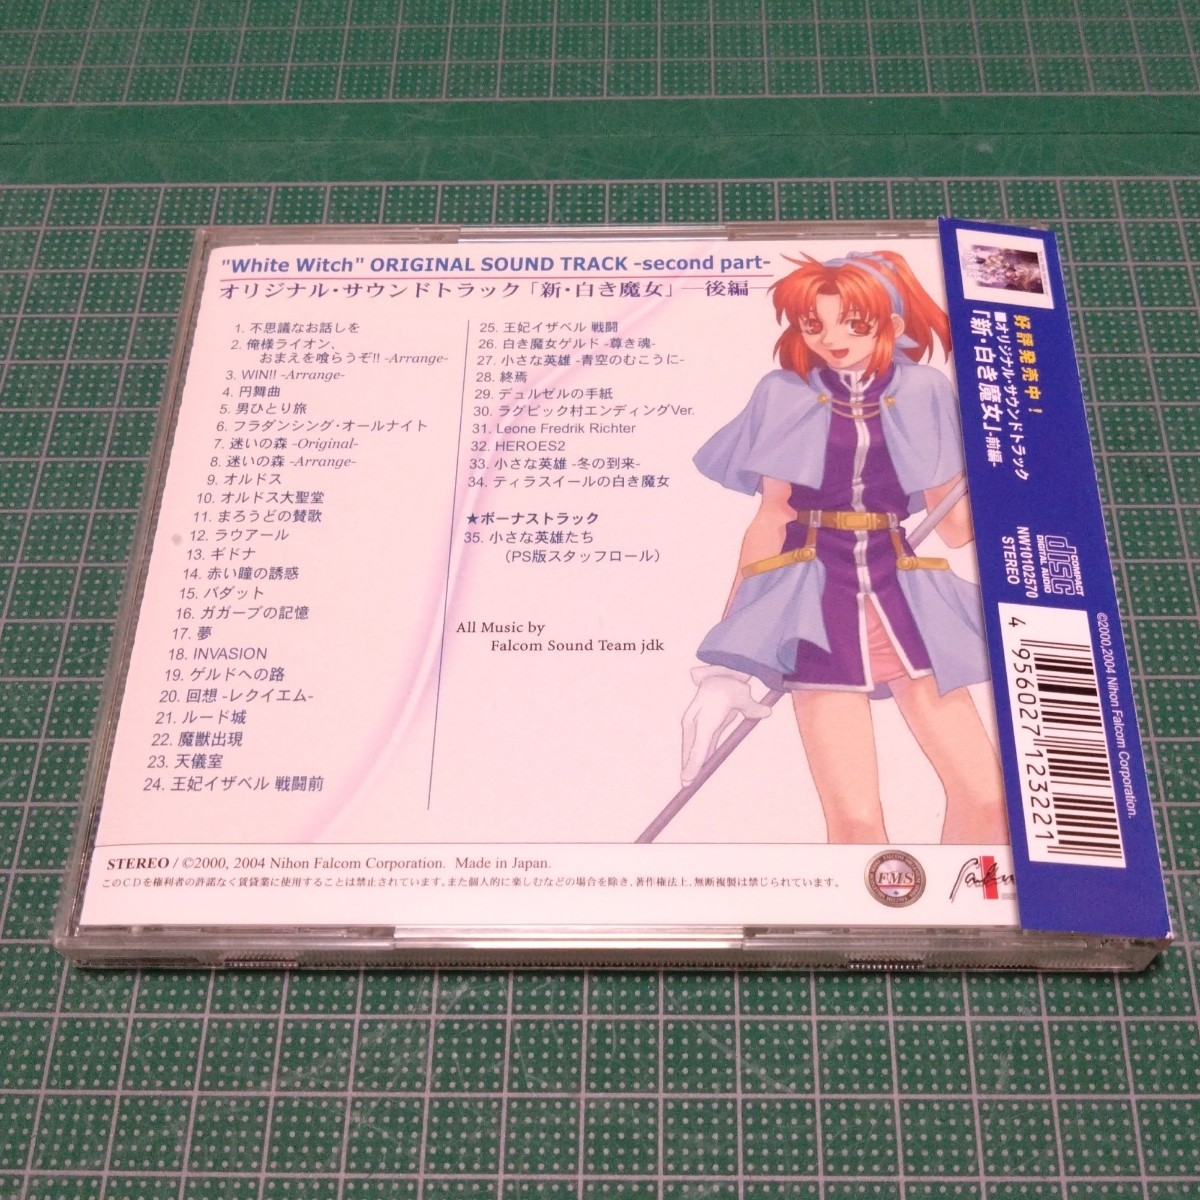 "White Witch" ORIGINAL SOUND TRACK -second part-
オリジナル・サウンドトラック「新・白き魔女」―後編―
1. 不思議なお話しを
2. 俺様ライオン、
おまえを喰らうぞ!! -Arrange-
3. WIN!! -Arrange-
4. 円舞曲
5. 男ひとり旅
6. フラダンシング・オールナイト
7. 迷いの森 -Original-
8. 迷いの森 -Arrange-
9. オルドス
10. オルドス大聖堂
11. まろうどの賛歌
12. ラウアール
13. ギドナ
14. 赤い瞳の誘惑
15. バダット
16. ガガーブの記憶
17. 夢
18. INVASION
19. ゲルドへの路
20. 回想 -レクイエム-
21. ルード城
22. 魔獣出現
23. 天儀室
24. 王妃イザベル 戦闘前
25. 王妃イザベル 戦闘
26. 白き魔女ゲルド -尊き魂-
27. 小さな英雄 -青空のむこうに-
28. 終焉
29. デュルゼルの手紙
30. ラグピック村エンディングVer.
31. Leone Fredrik Richter
32. HEROES2
33. 小さな英雄 -冬の到来-
34. ティラスイールの白き魔女
★ボーナストラック
35. 小さな英雄たち
（PS版スタッフロール）
All Music by
Falcom Sound Team jdk
STEREO / ©2000, 2004 Nihon Falcom Corporation. Made in Japan.
このCDを権利者の許諾なく賃貸業に使用することは禁止されています。また個人的に楽しむなどの場合を除き、著作権法上、無断複製は禁じられています。
FMS
好評発売中！
■オリジナル・サウンドトラック
「新・白き魔女」-前編-
COMPACT
disc
DIGITAL AUDIO
NW10102570
STEREO
©2000,2004 Nihon Falcom Corporation.
4 956027 123221